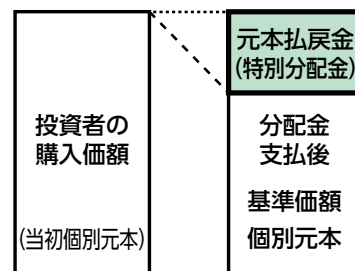 投資者の
購入価額
(当初個別元本)
元本払戻金
(特別分配金)
分配金
支払後
基準価額
個別元本